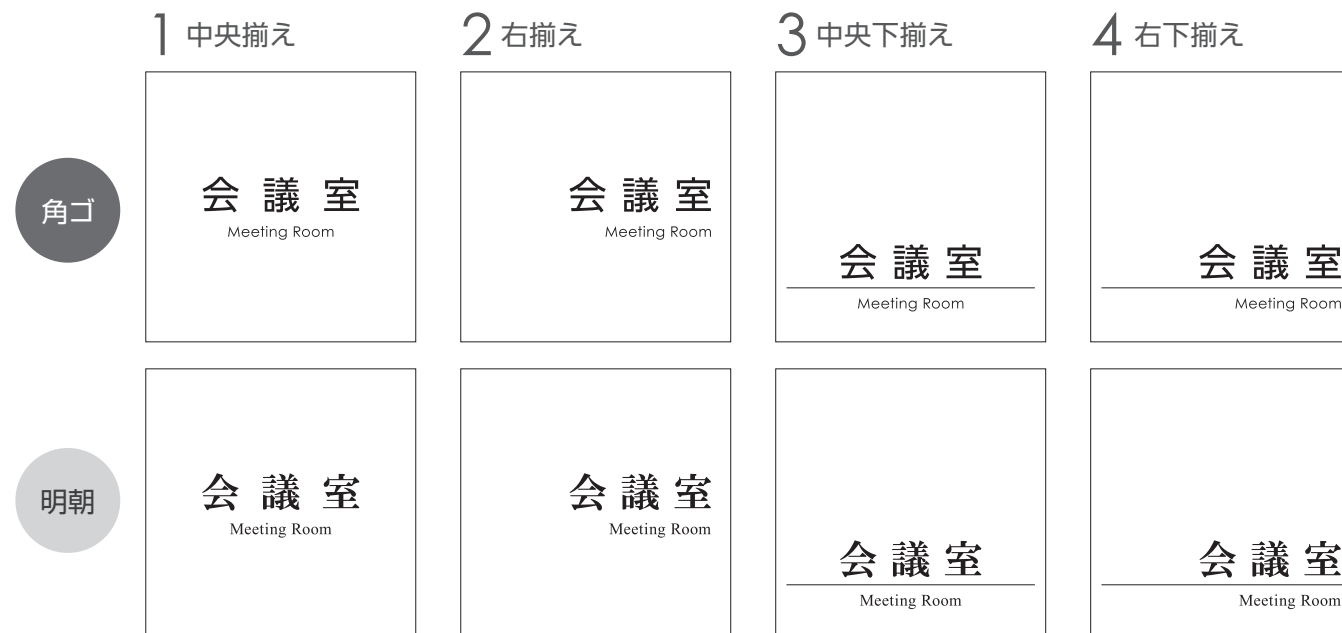 1 中央揃え
2 右揃え
3 中央下揃え
4 右下揃え
角ゴ
会議室
Meeting Room
会議室
Meeting Room
会議室
Meeting Room
会議室
Meeting Room
明朝
会議室
Meeting Room
会議室
Meeting Room
会議室
Meeting Room
会議室
Meeting Room